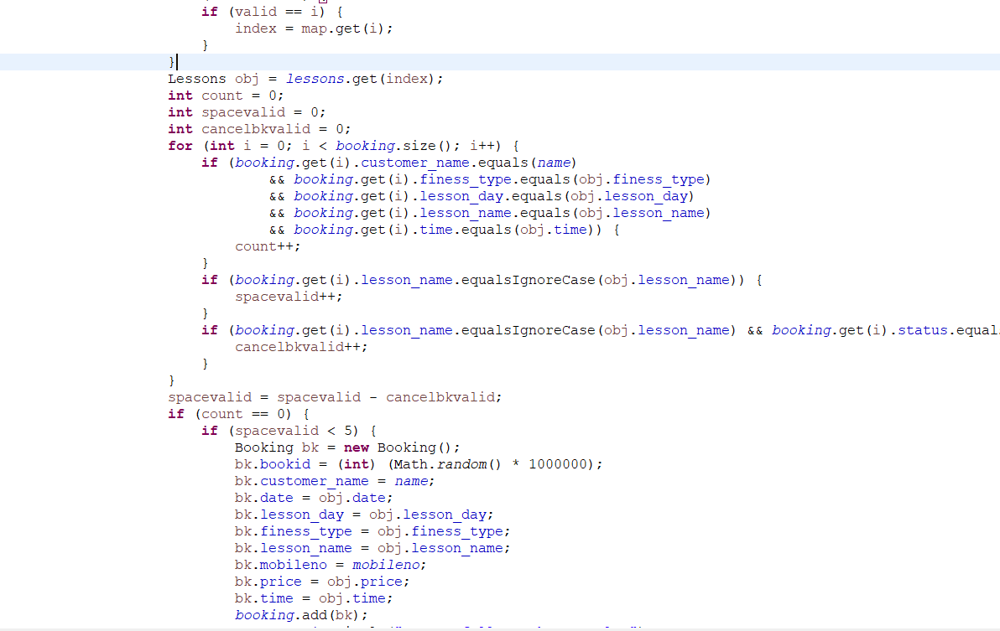 if (valid == i) {
index = map.get(i);
}
}
Lessons obj = lessons.get(index);
int count = 0;
int spacevalid = 0;
int cancelbkvalid = 0;
for (int i = 0; i < booking.size(); i++) {
if (booking.get(i).customer_name.equals(name)
&& booking.get(i).finess_type.equals(obj.finess_type)
&& booking.get(i).lesson_day.equals(obj.lesson_day)
&& booking.get(i).lesson_name.equals(obj.lesson_name)
&& booking.get(i).time.equals(obj.time)) {
count++;
}
if (booking.get(i).lesson_name.equalsIgnoreCase(obj.lesson_name)) {
spacevalid++;
}
if (booking.get(i).lesson_name.equalsIgnoreCase(obj.lesson_name) && booking.get(i).status.equal
cancelbkvalid++;
}
}
spacevalid = spacevalid - cancelbkvalid;
if (count == 0) {
if (spacevalid < 5) {
Booking bk = new Booking();
bk.bookid = (int) (Math.random() * 1000000);
bk.customer_name = name;
bk.date = obj.date;
bk.lesson_day = obj.lesson_day;
bk.finess_type = obj.finess_type;
bk.lesson_name = obj.lesson_name;
bk.mobileno = mobileno;
bk.price = obj.price;
bk.time = obj.time;
booking.add(bk);